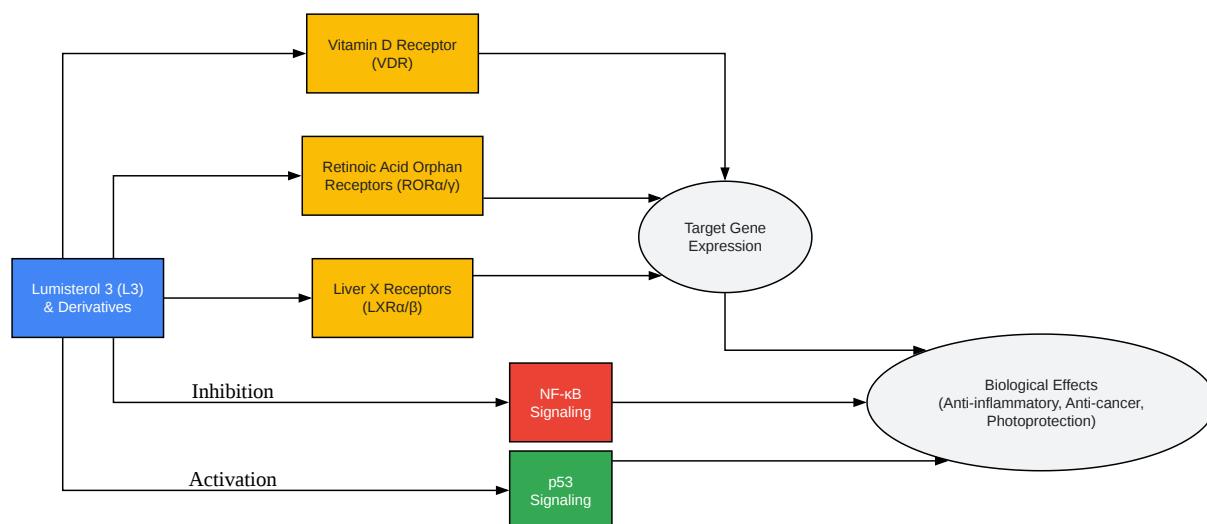 Vitamin D Receptor
(VDR)
Retinoic Acid Orphan
Receptors (RORα/γ)
Target Gene
Expression
Lumisterol 3 (L3)
& Derivatives
Liver X Receptors
(LXRα/β)
Inhibition
NF-κB
Signaling
Biological Effects
(Anti-inflammatory, Anti-cancer,
Photoprotection)
Activation
p53
Signaling